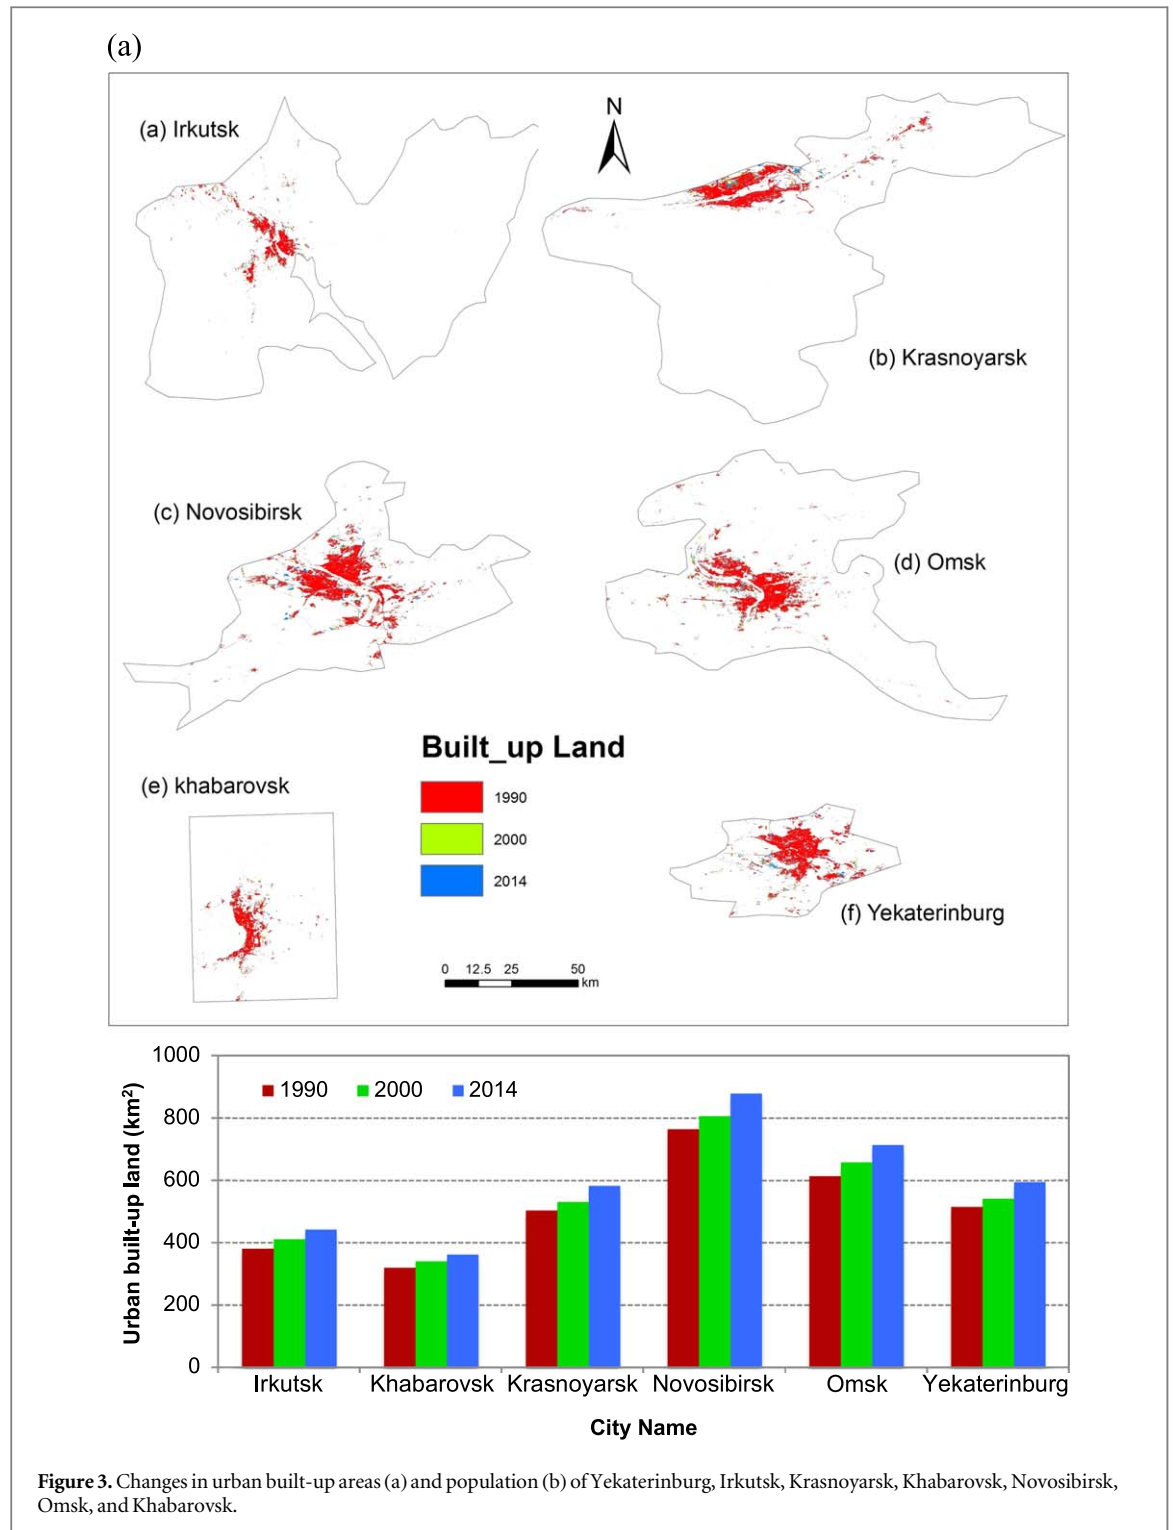 (a)
N
(a) Irkutsk
(b) Krasnoyarsk
(c) Novosibirsk
(d) Omsk
Built_up Land
1990
2000
2014
(e) khabarovsk
(f) Yekaterinburg
0 12.5 25 50
km
1000
800
600
400
200
0
Urban built-up land (km²)
1990 2000 2014
Irkutsk Khabarovsk Krasnoyarsk Novosibirsk Omsk Yekaterinburg
City Name
Figure 3. Changes in urban built-up areas (a) and population (b) of Yekaterinburg, Irkutsk, Krasnoyarsk, Khabarovsk, Novosibirsk,
Omsk, and Khabarovsk.